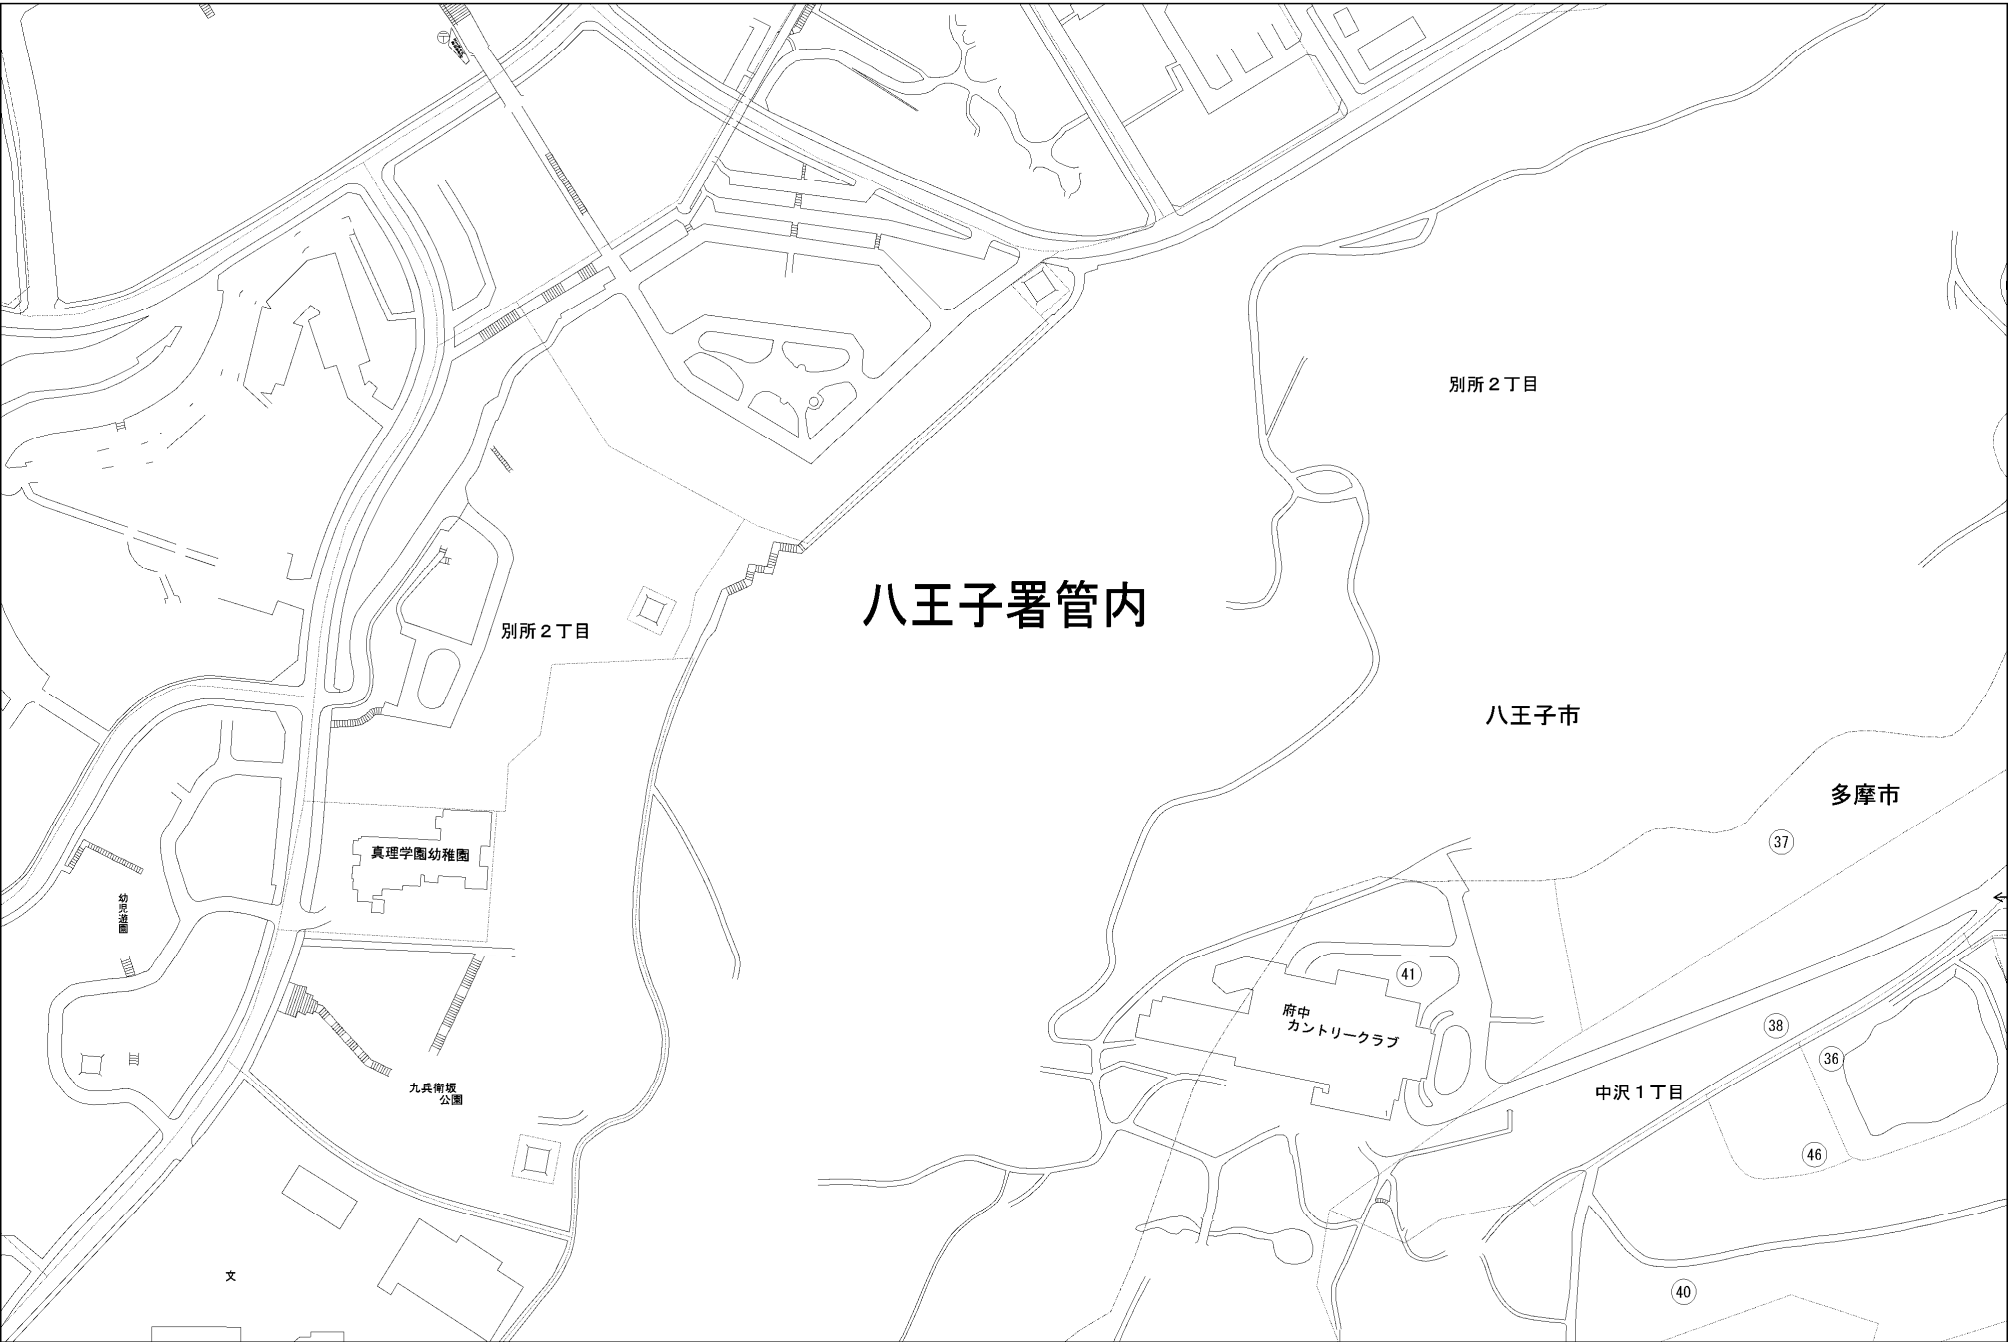 別所２丁目
八王子署管内
別所２丁目
八王子市
多摩市
37
真理学園幼稚園
幼児遊園
41
府中
カントリークラブ
38
36
九兵衛坂
公園
中沢１丁目
46
文
40